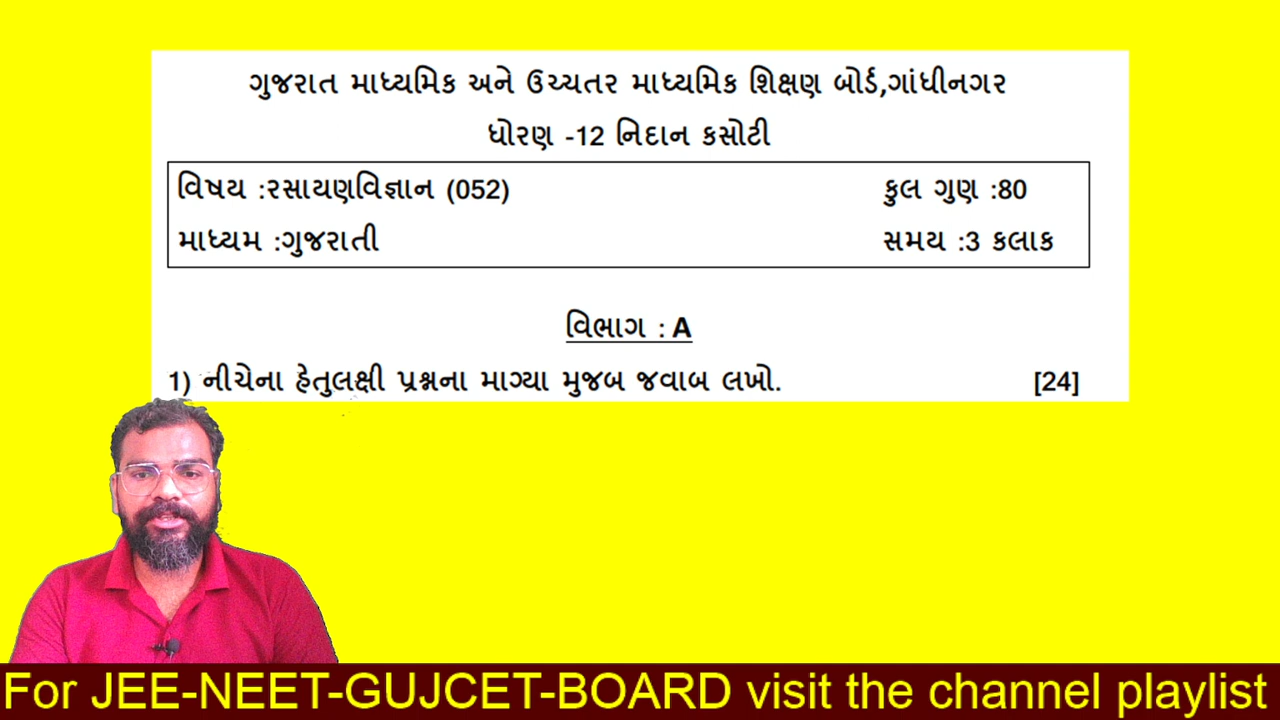 ગુજરાત માધ્યમિક અને ઉચ્ચતર માધ્યમિક શિક્ષણ બોર્ડ,ગાંધીનગર
ધોરણ -12 નિદાન કસોટી
વિષય :રસાયણવિજ્ઞાન (052) કુલ ગુણ :80
માધ્યમ :ગુજરાતી સમય :3 કલાક
વિભાગ : A
1) નીચેના હેતુલક્ષી પ્રશ્નના માગ્યા મુજબ જવાબ લખો. [24]
For JEE-NEET-GUJCET-BOARD visit the channel playlist